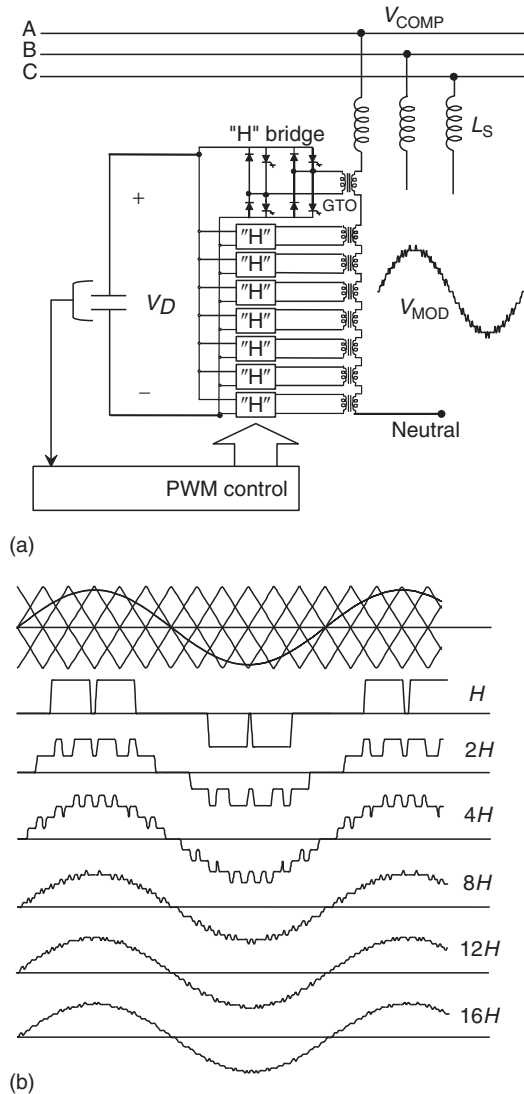 A
B
C
V_COMP
L_S
"H" bridge
GTO
+
V_D
−
"H"
"H"
"H"
"H"
"H"
"H"
"H"
V_MOD
Neutral
PWM control
(a)
H
2H
4H
8H
12H
16H
(b)